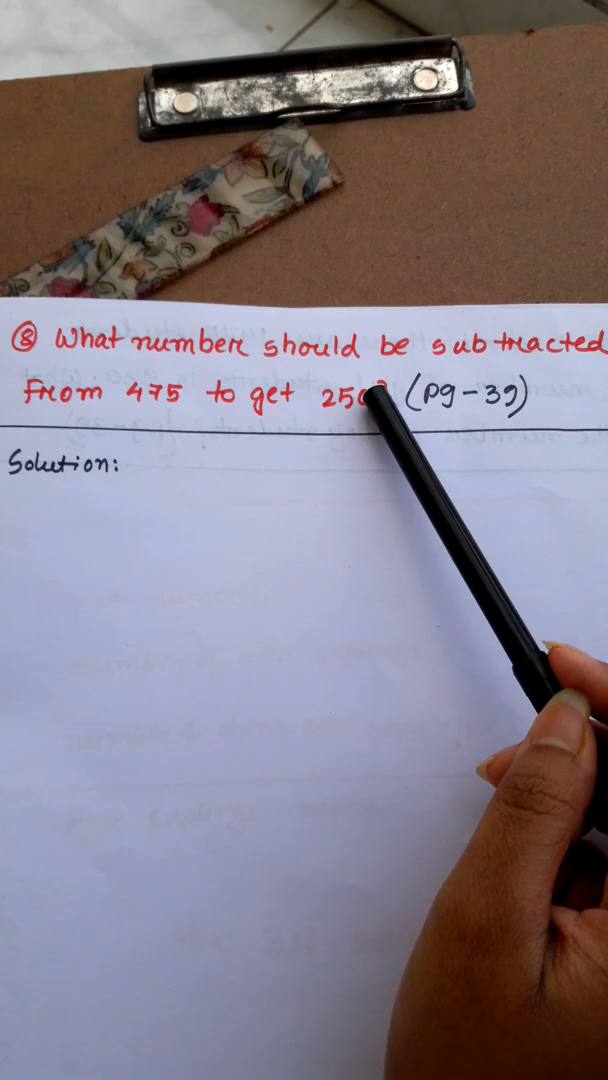 ⑧ What number should be subtracted
From 475 to get (pg-39)
Solution: